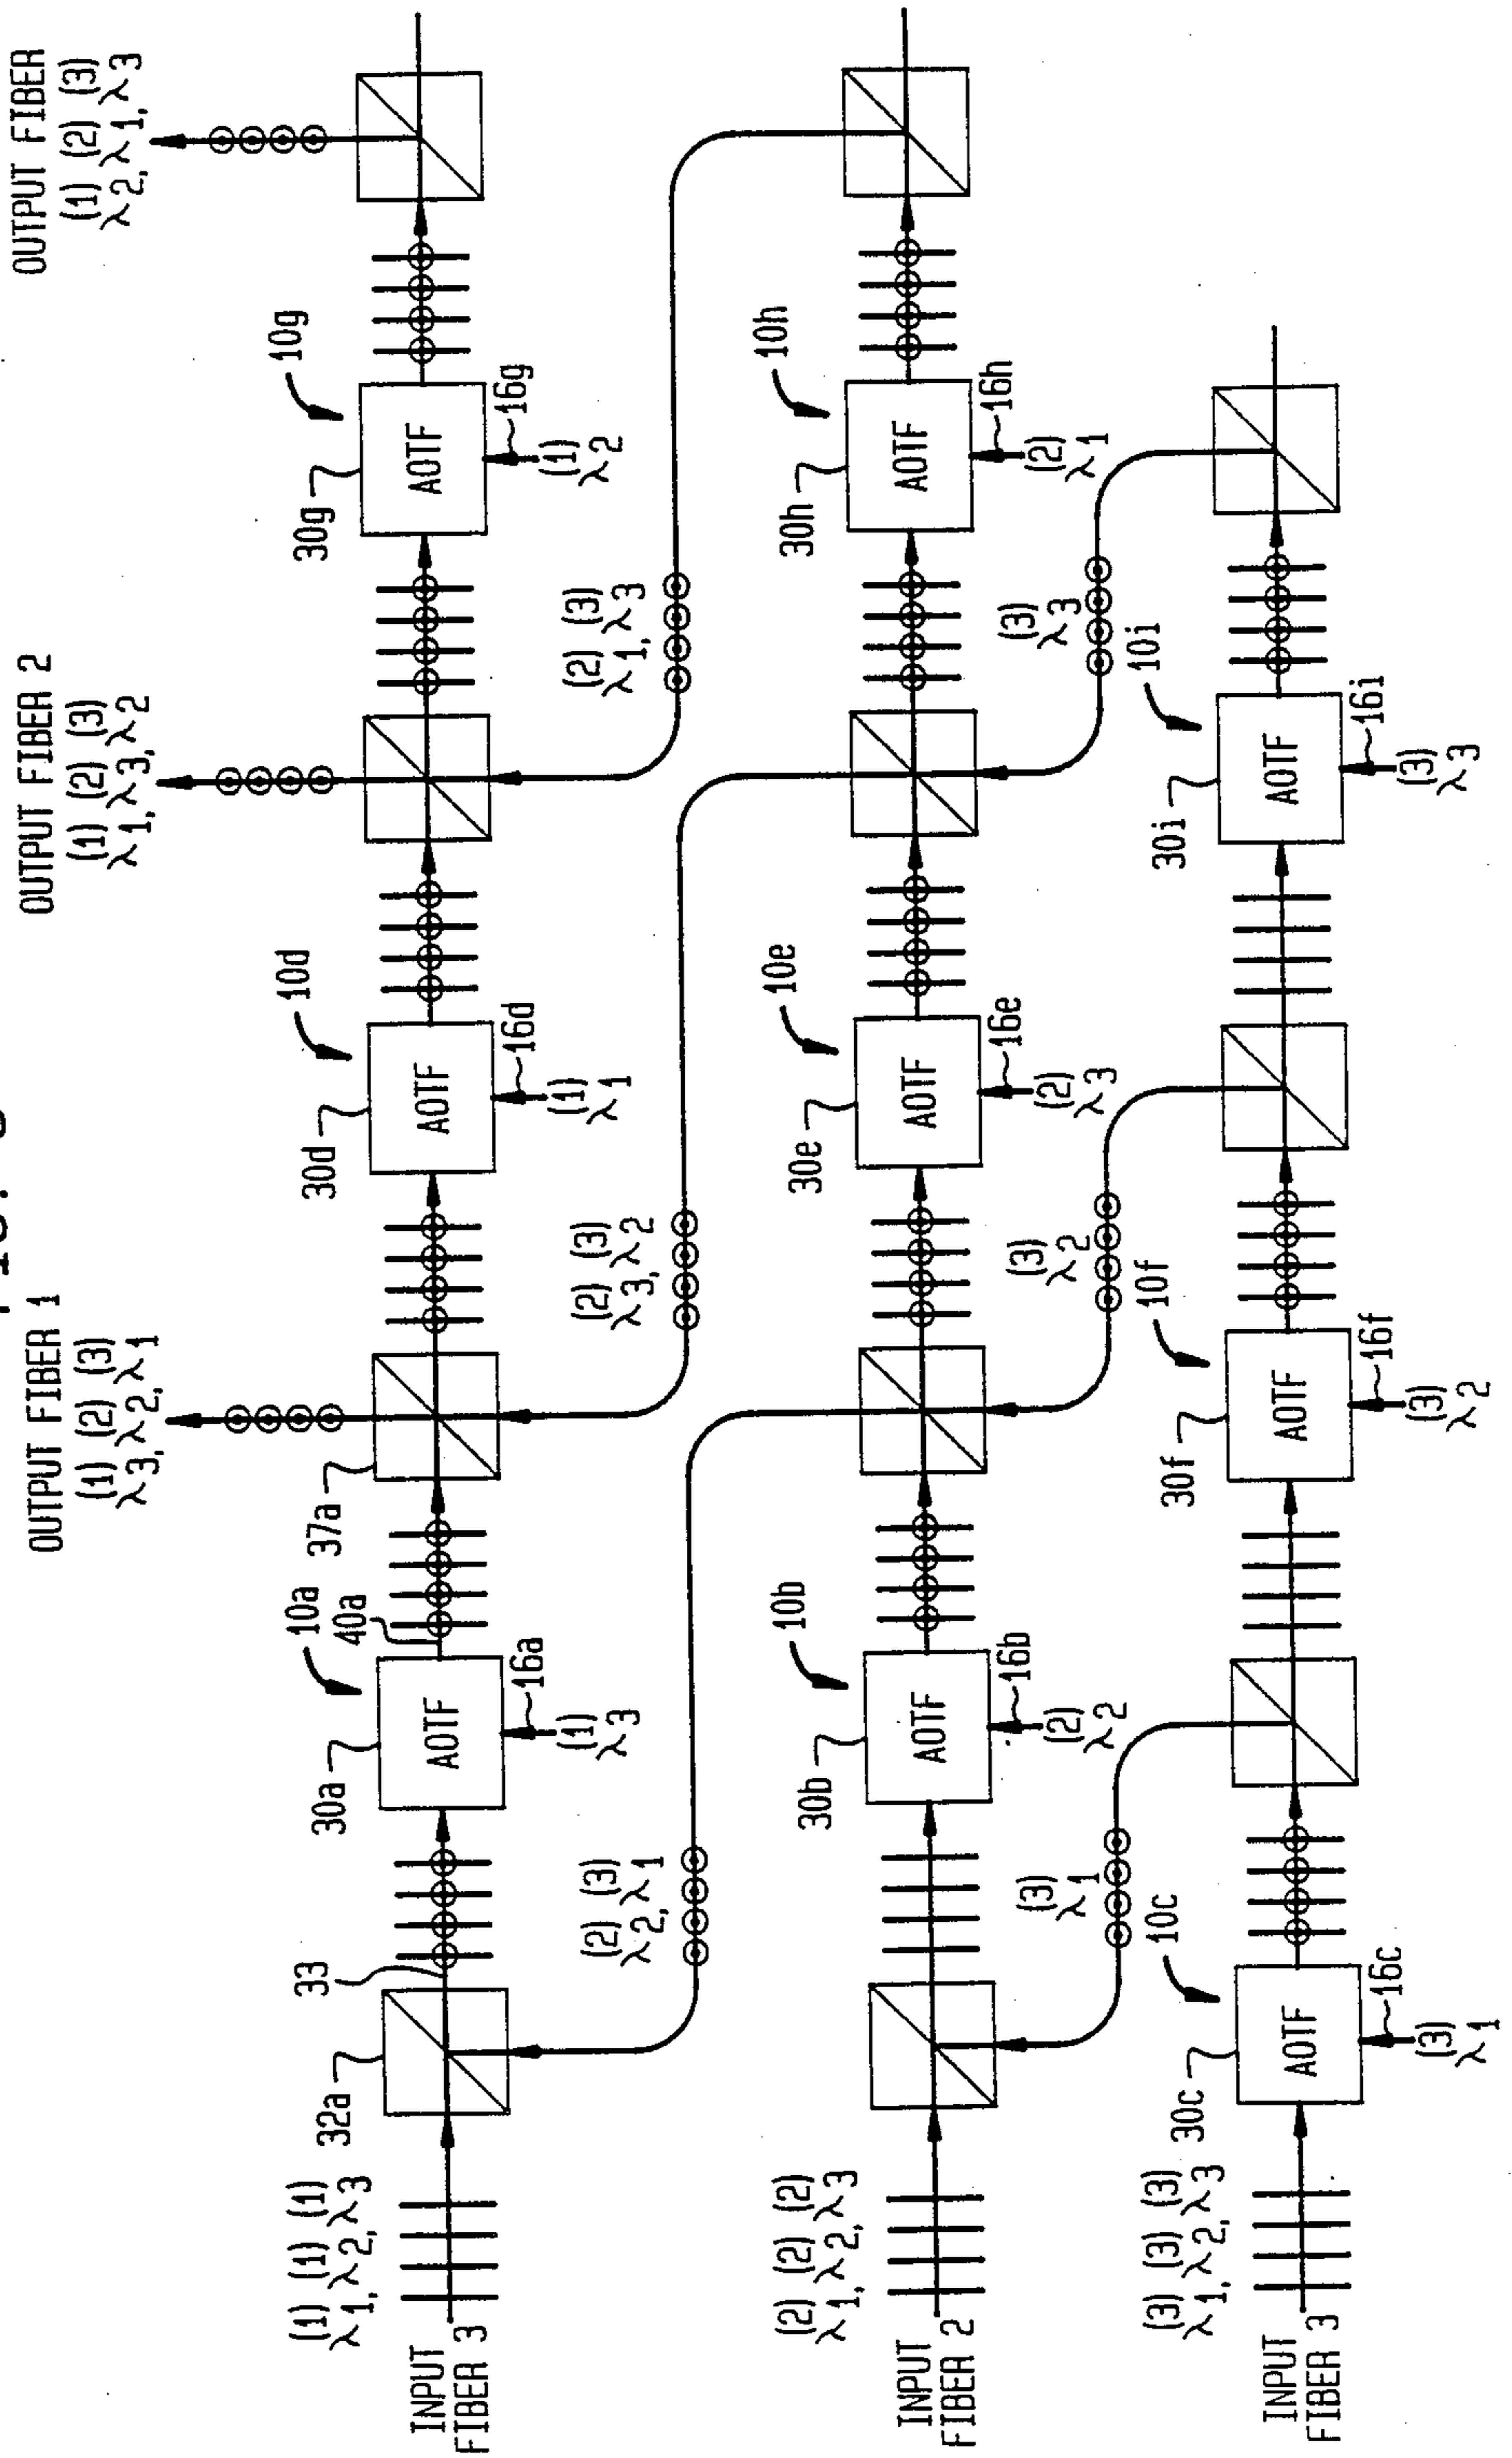 FIG.
OUTPUT FIBER 1
(1) (2) (3)
λ3, λ2, λ1
OUTPUT FIBER 2
(1) (2) (3)
λ1, λ3, λ2
OUTPUT FIBER
(1) (2) (3)
λ2, λ1, λ3
(1) (1) (1)
λ1, λ2, λ3
INPUT
FIBER 3
32a
33
30a
AOTF
10a
40a
16a
(1)
λ3
37a
30d
AOTF
10d
16d
(1)
λ1
30g
AOTF
10g
16g
(1)
λ2
(2) (3)
λ2, λ1
(2) (3)
λ3, λ2
(2) (3)
λ1, λ3
(2) (2) (2)
λ1, λ2, λ3
INPUT
FIBER 2
30b
AOTF
10b
16b
(2)
λ2
30e
AOTF
10e
16e
(2)
λ3
30h
AOTF
10h
16h
(2)
λ1
(3)
λ1
(3)
λ2
(3)
λ3
(3) (3) (3)
λ1, λ2, λ3
INPUT
FIBER 3
30c
AOTF
10c
16c
(3)
λ1
30f
AOTF
10f
16f
(3)
λ2
30i
AOTF
10i
16i
(3)
λ3